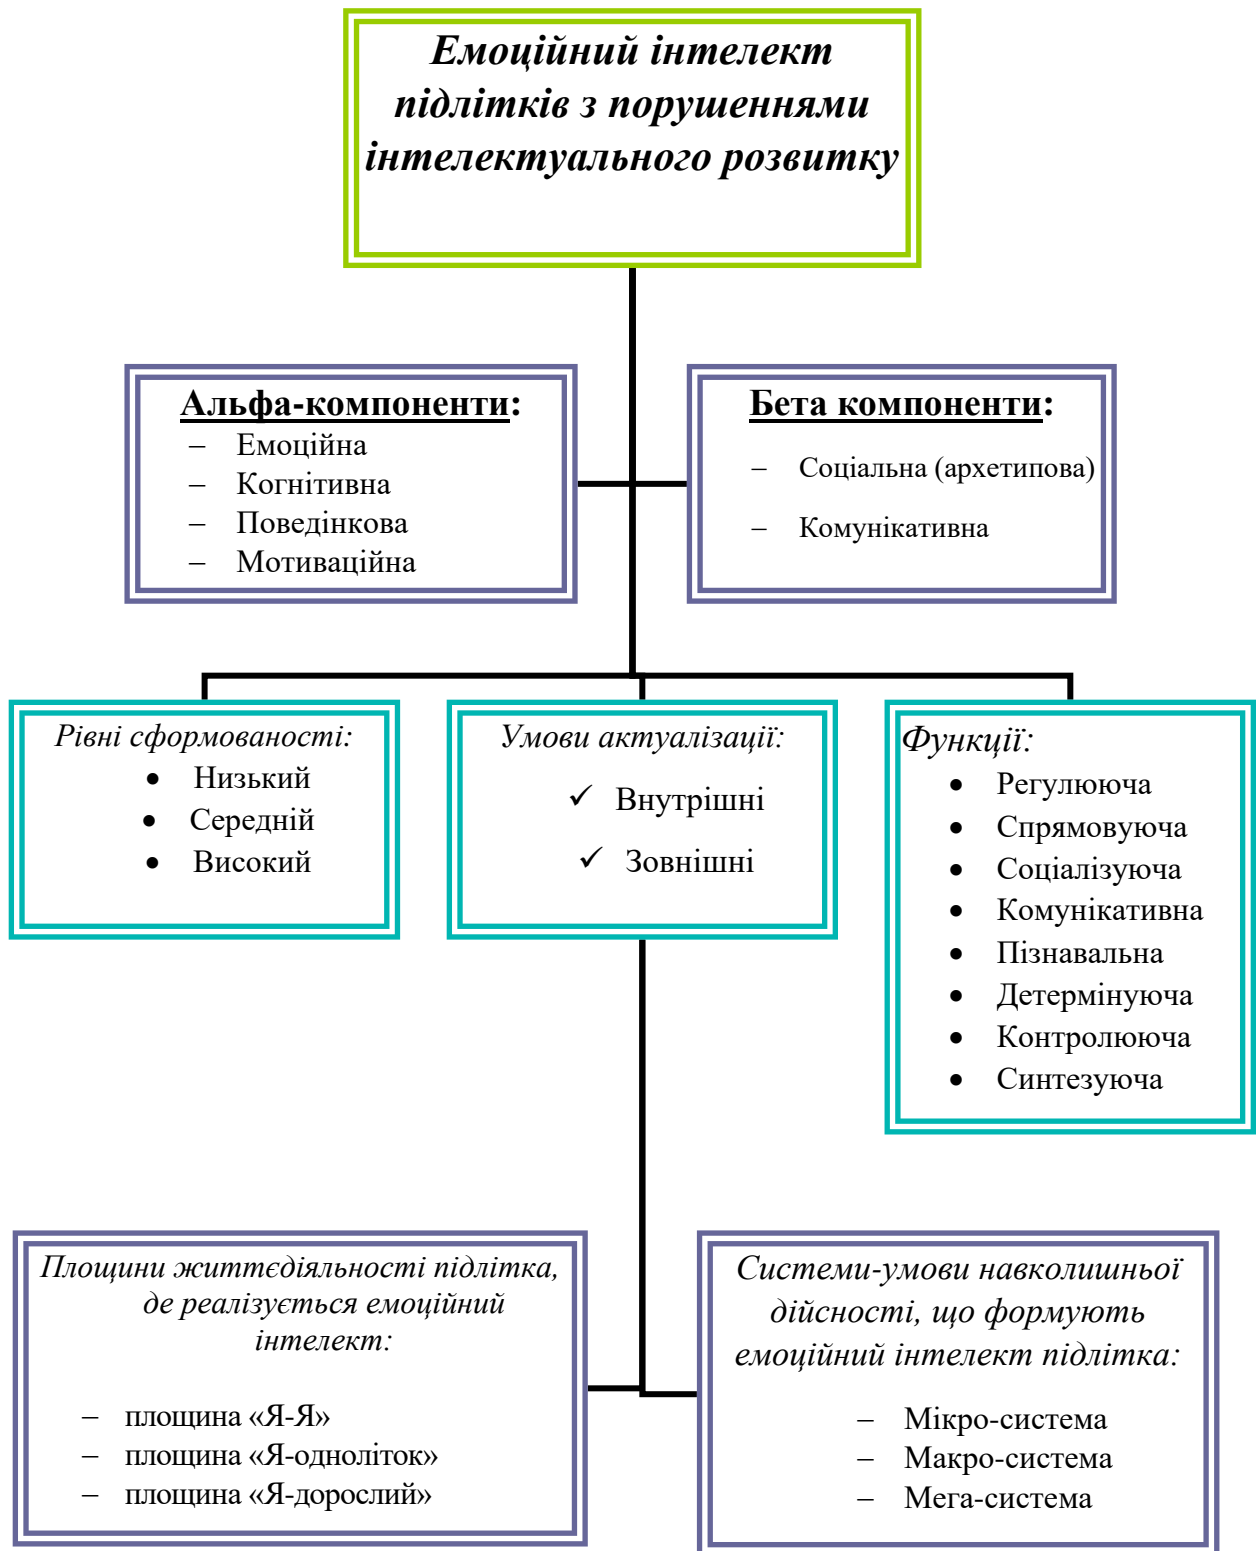 Емоційний інтелект
підлітків з порушеннями
інтелектуального розвитку
Альфа-компоненти:
– Емоційна
– Когнітивна
– Поведінкова
– Мотиваційна
Бета компоненти:
– Соціальна (архетипова)
– Комунікативна
Рівні сформованості:
• Низький
• Середній
• Високий
Умови актуалізації:
✓ Внутрішні
✓ Зовнішні
Функції:
• Регулююча
• Спрямовуюча
• Соціалізуюча
• Комунікативна
• Пізнавальна
• Детермінуюча
• Контролююча
• Синтезуюча
Площини життєдіяльності підлітка,
де реалізується емоційний
інтелект:
– площина «Я-Я»
– площина «Я-одноліток»
– площина «Я-дорослий»
Системи-умови навколишньої
дійсності, що формують
емоційний інтелект підлітка:
– Мікро-система
– Макро-система
– Мега-система